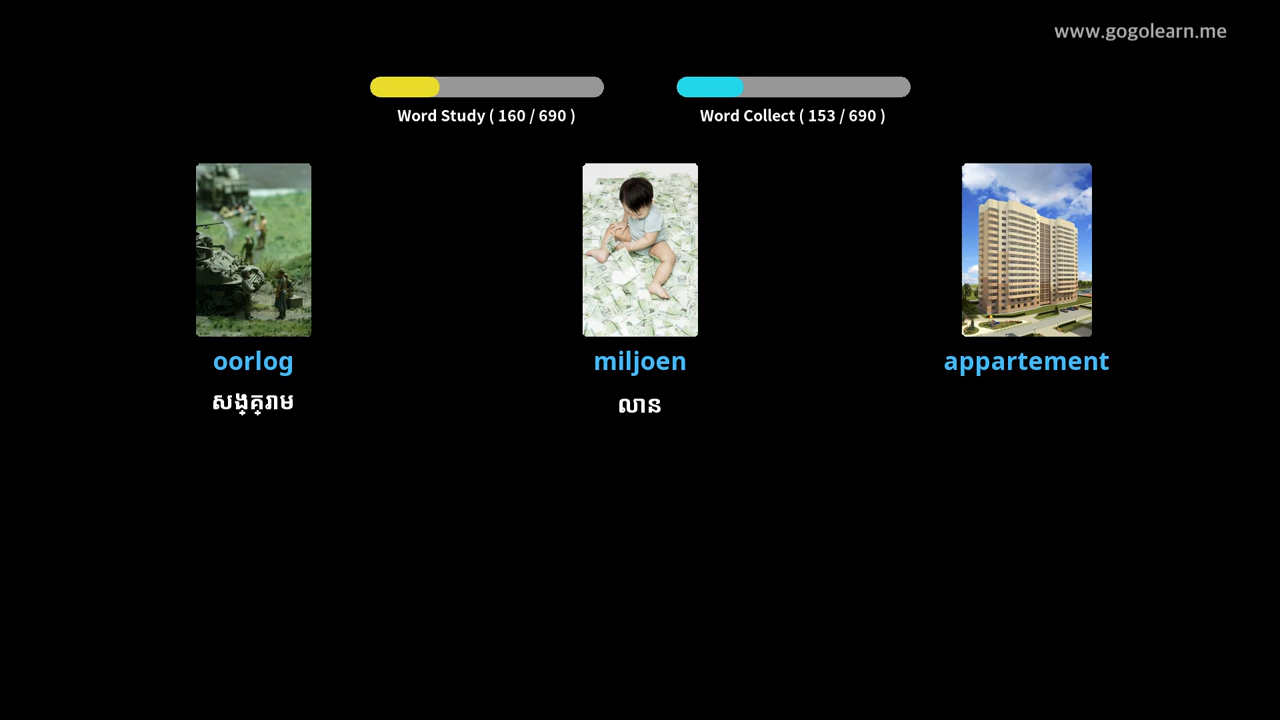 www.gogolearn.me
Word Study ( 160 / 690 )
Word Collect ( 153 / 690 )
oorlog
miljoen
appartement
សង្គ្រាម
លាន